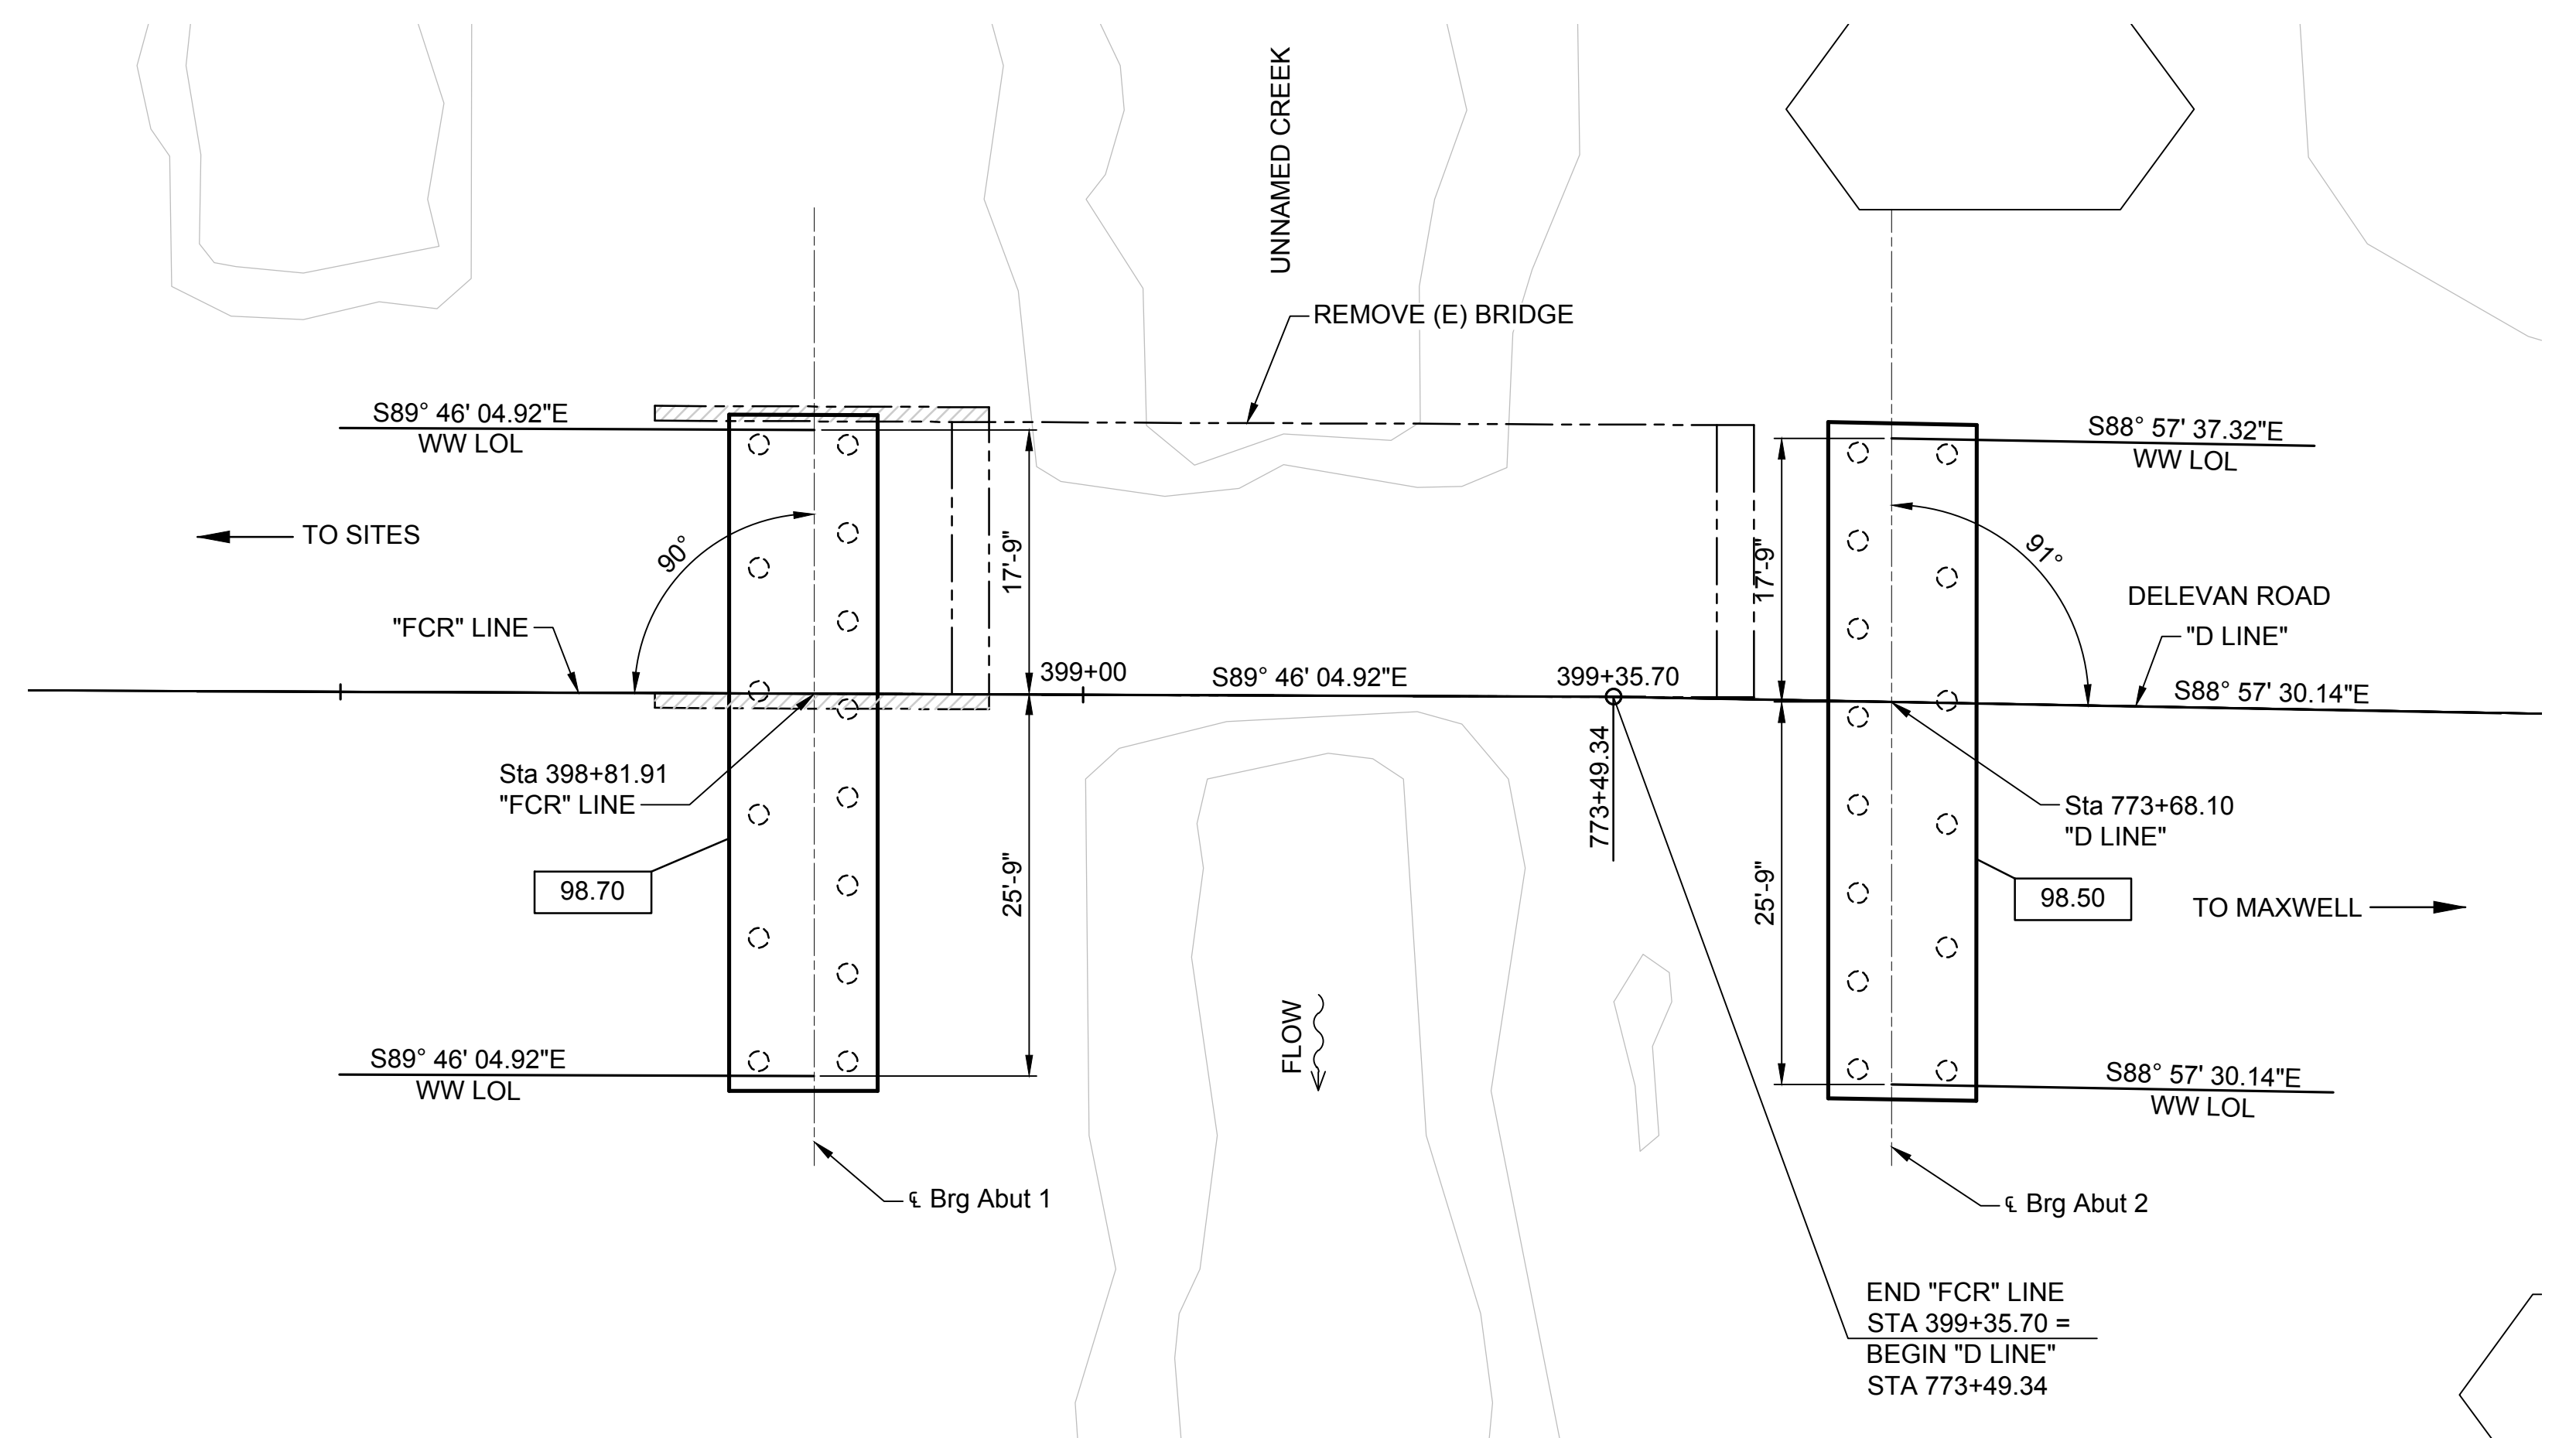 UNNAMED CREEK
REMOVE (E) BRIDGE
S89° 46' 04.92"E
WW LOL
S88° 57' 37.32"E
WW LOL
TO SITES
90°
17'-9"
17'-9"
91°
DELEVAN ROAD
"D LINE"
"FCR" LINE
399+00
S89° 46' 04.92"E
399+35.70
S88° 57' 30.14"E
Sta 398+81.91
"FCR" LINE
773+49.34
Sta 773+68.10
"D LINE"
98.70
25'-9"
25'-9"
98.50
TO MAXWELL
FLOW
S89° 46' 04.92"E
WW LOL
S88° 57' 30.14"E
WW LOL
℄ Brg Abut 1
℄ Brg Abut 2
END "FCR" LINE
STA 399+35.70 =
BEGIN "D LINE"
STA 773+49.34